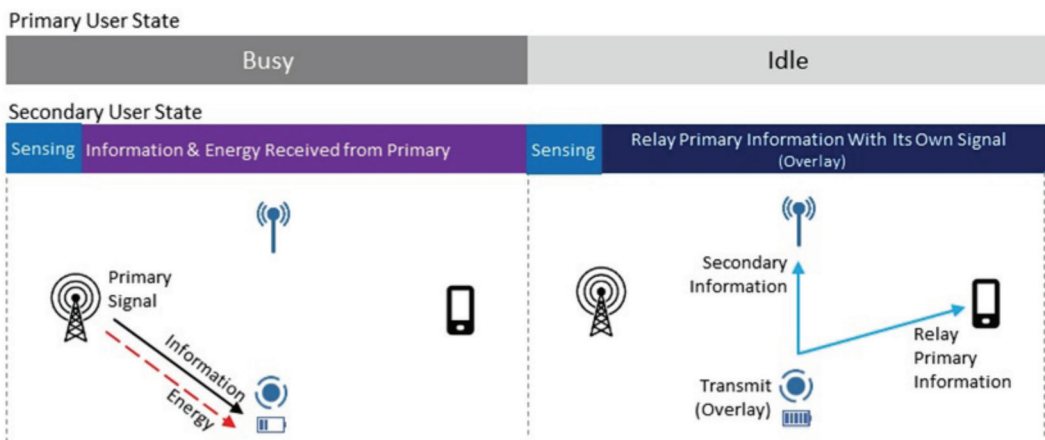 Primary User State
Busy
Idle
Secondary User State
Sensing
Information & Energy Received from Primary
Sensing
Relay Primary Information With Its Own Signal
(Overlay)
Primary
Signal
Information
Energy
Secondary
Information
Relay
Primary
Information
Transmit
(Overlay)